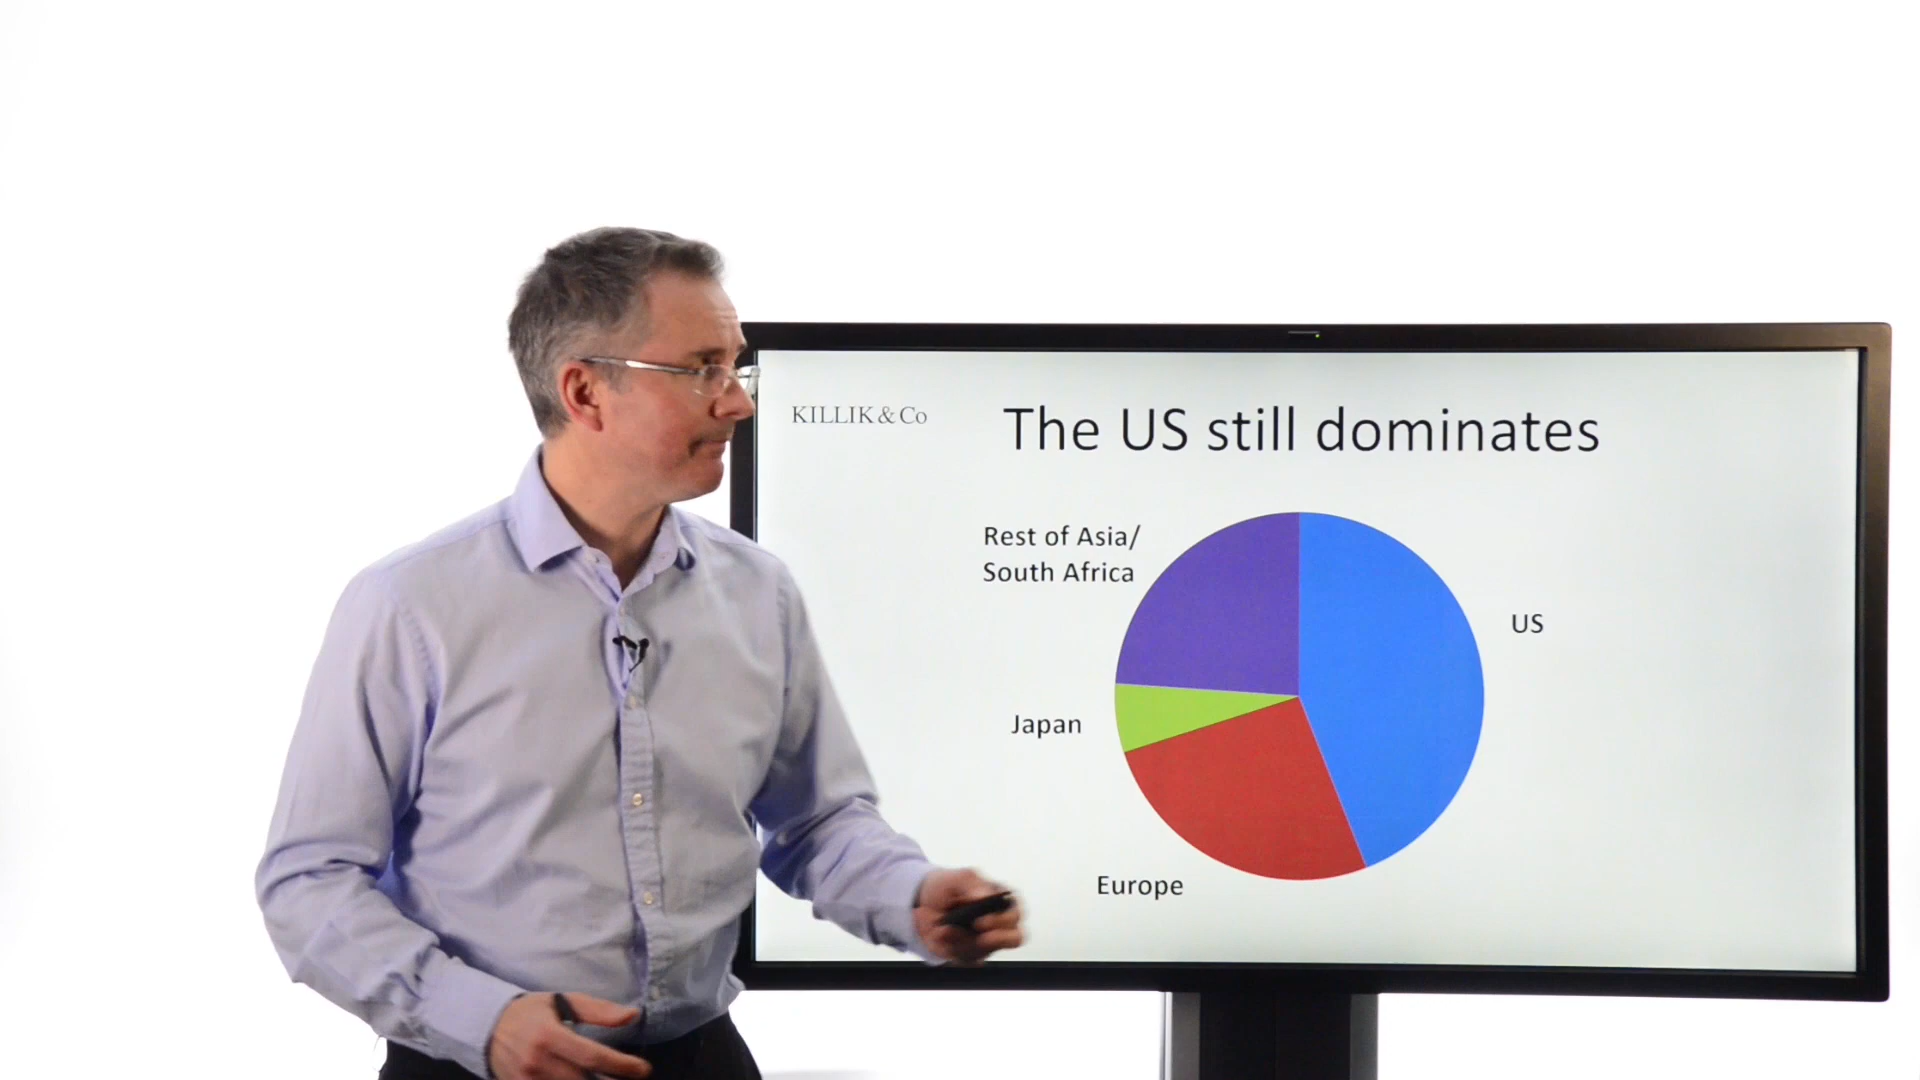 KILLIK & Co
The US still dominates
Rest of Asia/
South Africa
US
Japan
Europe